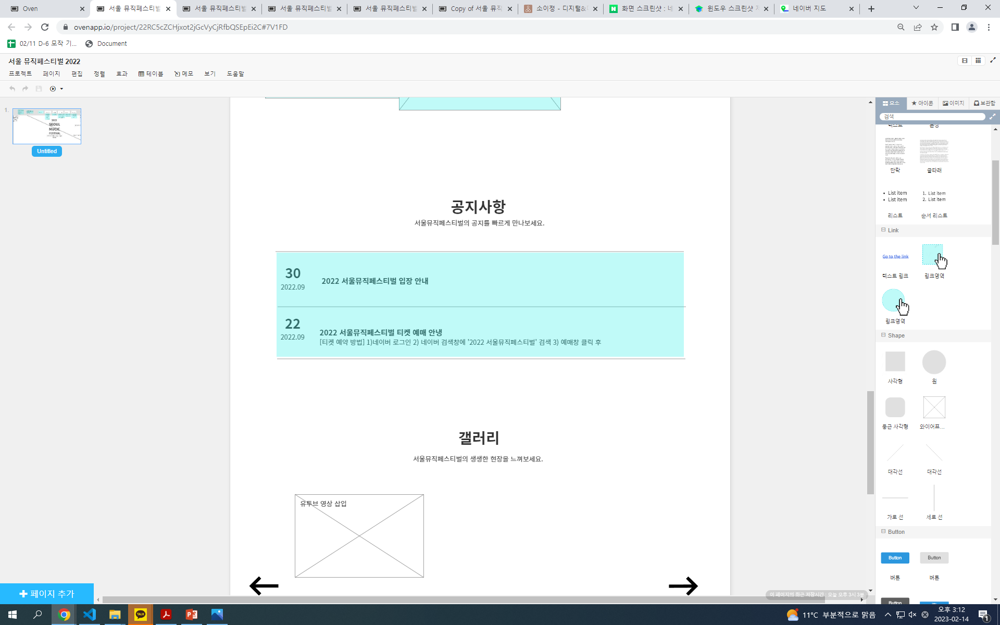 Oven
서울 뮤직페스티벌
서울 뮤직페스티벌
서울 뮤직페스티벌
서울 뮤직페스티벌
Copy of 서울 뮤직
소이정 - 디지털&
화면 스크린샷 : 네
윈도우 스크린샷
네이버 지도
ovenapp.io/project/22RC5cZCHjxot2jGcVyCjRfbQSEpEi2C#7V1FD
02/11 D-6 모작 기...
Document
서울 뮤직페스티벌 2022
프로젝트 페이지 편집 정렬 효과 테이블 메모 보기 도움말
요소 아이콘 이미지 보관함
검색
1.
2022
SEOUL
MUCIC
FESTIVAL
Untitled
텍스트 문장
단락 글타래
• List item
• List item
1. List item
2. List item
리스트 순서 리스트
Link
Go to the link
텍스트 링크 링크영역
링크영역
Shape
사각형 원
둥근 사각형 와이어프...
대각선 대각선
가로 선 세로 선
Button
Button Button
버튼 버튼
Button
공지사항
서울뮤직페스티벌의 공지를 빠르게 만나보세요.
30
2022.09
2022 서울뮤직페스티벌 입장 안내
22
2022.09
2022 서울뮤직페스티벌 티켓 예매 안냉
[티켓 예약 방법] 1)네이버 로그인 2) 네이버 검색창에 '2022 서울뮤직페스티벌' 검색 3) 예매창 클릭 후
갤러리
서울뮤직페스티벌의 생생한 현장을 느껴보세요.
유투브 영상 삽입
페이지 추가
이 페이지의 최근 저장시간 : 오늘 오후 3시 3분
TALK
11°C 부분적으로 맑음
오후 3:12
2023-02-14
1